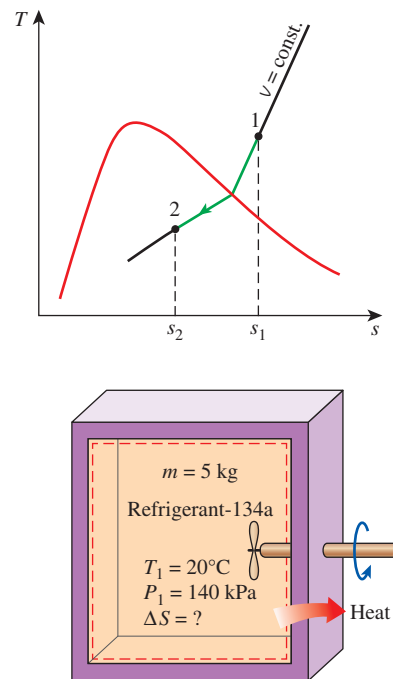 T
v = const.
1
2
s₂
s₁
s
m = 5 kg
Refrigerant-134a
T₁ = 20°C
P₁ = 140 kPa
ΔS = ?
Heat